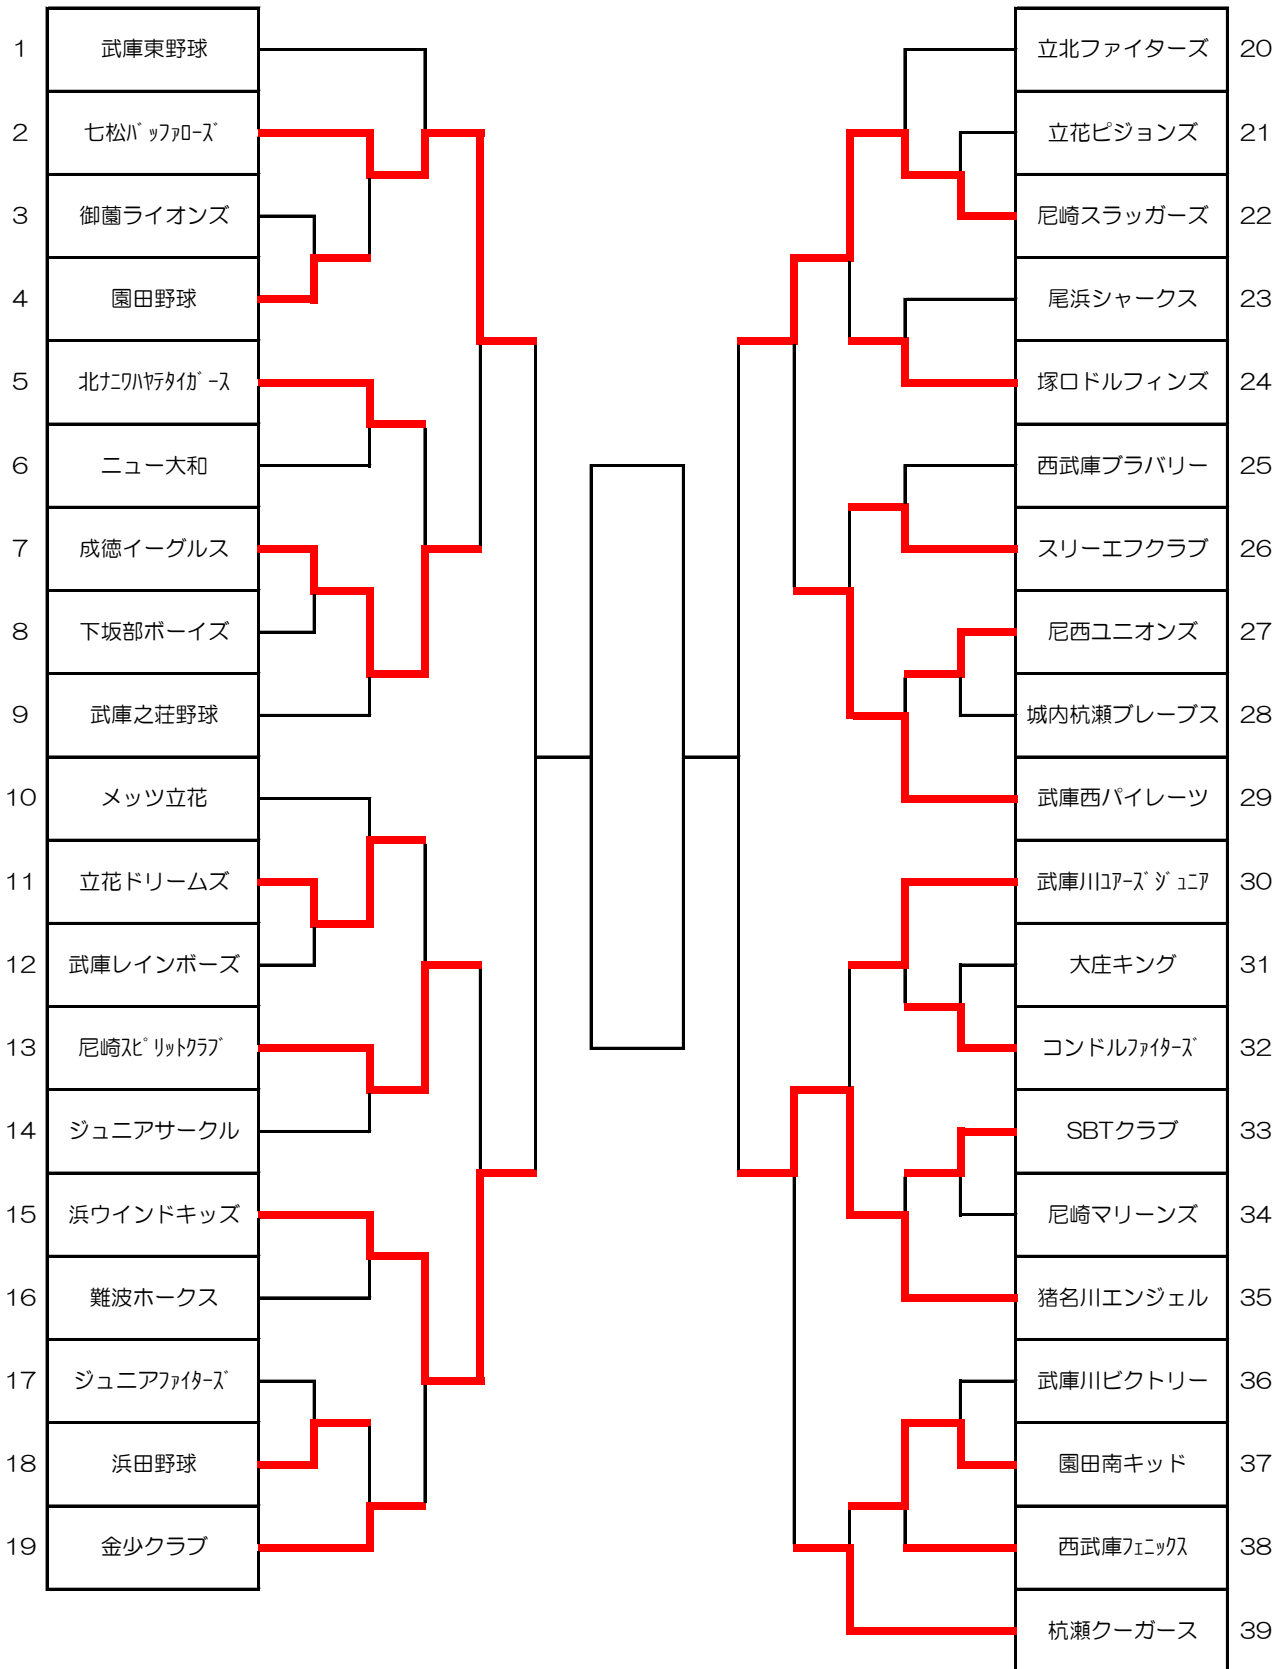 1 武庫東野球
2 七松ﾊﾞｯﾌｧﾛｰｽﾞ
3 御薗ライオンズ
4 園田野球
5 北ﾅﾆﾜﾊﾔﾃﾀｲｶﾞｰｽ
6 ニュー大和
7 成徳イーグルス
8 下坂部ボーイズ
9 武庫之荘野球
10 メッツ立花
11 立花ドリームズ
12 武庫レインボーズ
13 尼崎ｽﾋﾟﾘｯﾄｸﾗﾌﾞ
14 ジュニアサークル
15 浜ウインドキッズ
16 難波ホークス
17 ジュニアﾌｧｲﾀｰｽﾞ
18 浜田野球
19 金少クラブ
立北ファイターズ 20
立花ピジョンズ 21
尼崎スラッガーズ 22
尾浜シャークス 23
塚口ドルフィンズ 24
西武庫ブラバリー 25
スリーエフクラブ 26
尼西ユニオンズ 27
城内杭瀬ブレーブス 28
武庫西パイレーツ 29
武庫川ﾕｱｰｽﾞｼﾞｭﾆｱ 30
大庄キング 31
コンドルﾌｧｲﾀｰｽﾞ 32
SBTクラブ 33
尼崎マリーンズ 34
猪名川エンジェル 35
武庫川ビクトリー 36
園田南キッド 37
西武庫ﾌｪﾆｯｸｽ 38
杭瀬クーガース 39